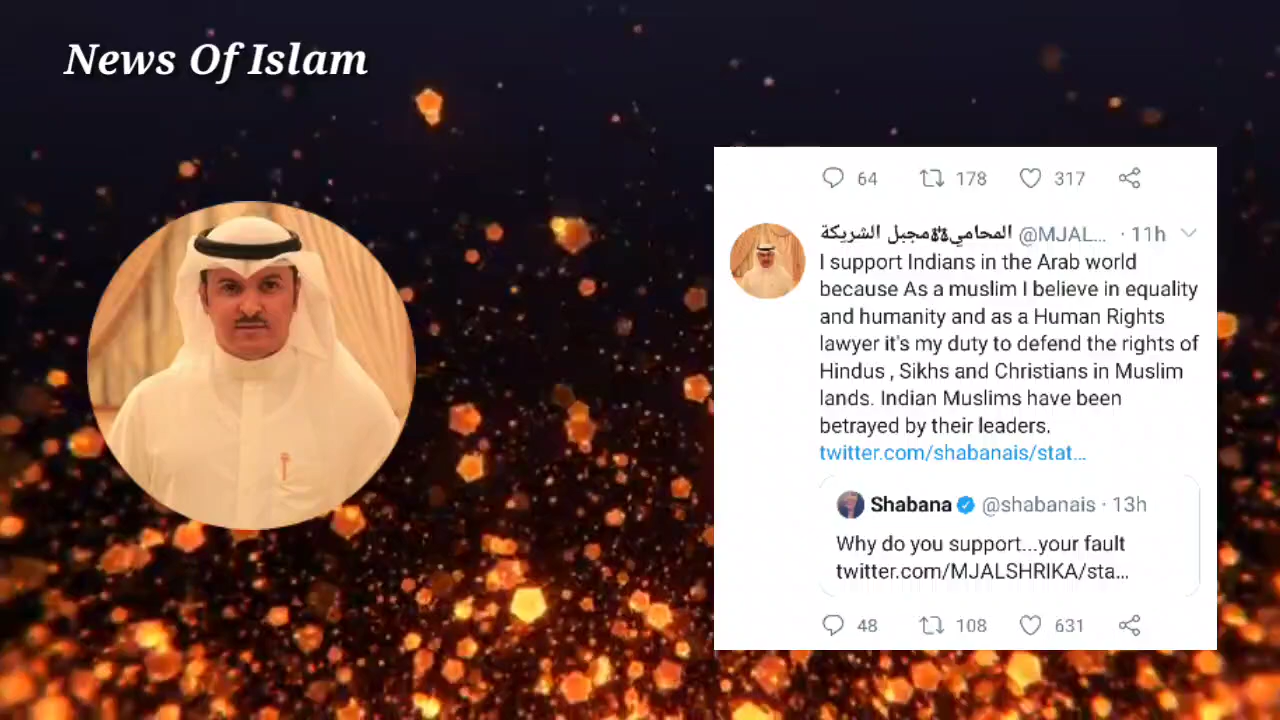 News Of Islam
64 178 317
المحامي⚖مجبل الشريكة @MJAL... · 11h
I support Indians in the Arab world
because As a muslim I believe in equality
and humanity and as a Human Rights
lawyer it's my duty to defend the rights of
Hindus , Sikhs and Christians in Muslim
lands. Indian Muslims have been
betrayed by their leaders.
twitter.com/shabanais/stat...
Shabana @shabanais · 13h
Why do you support...your fault
twitter.com/MJALSHRIKA/sta...
48 108 631